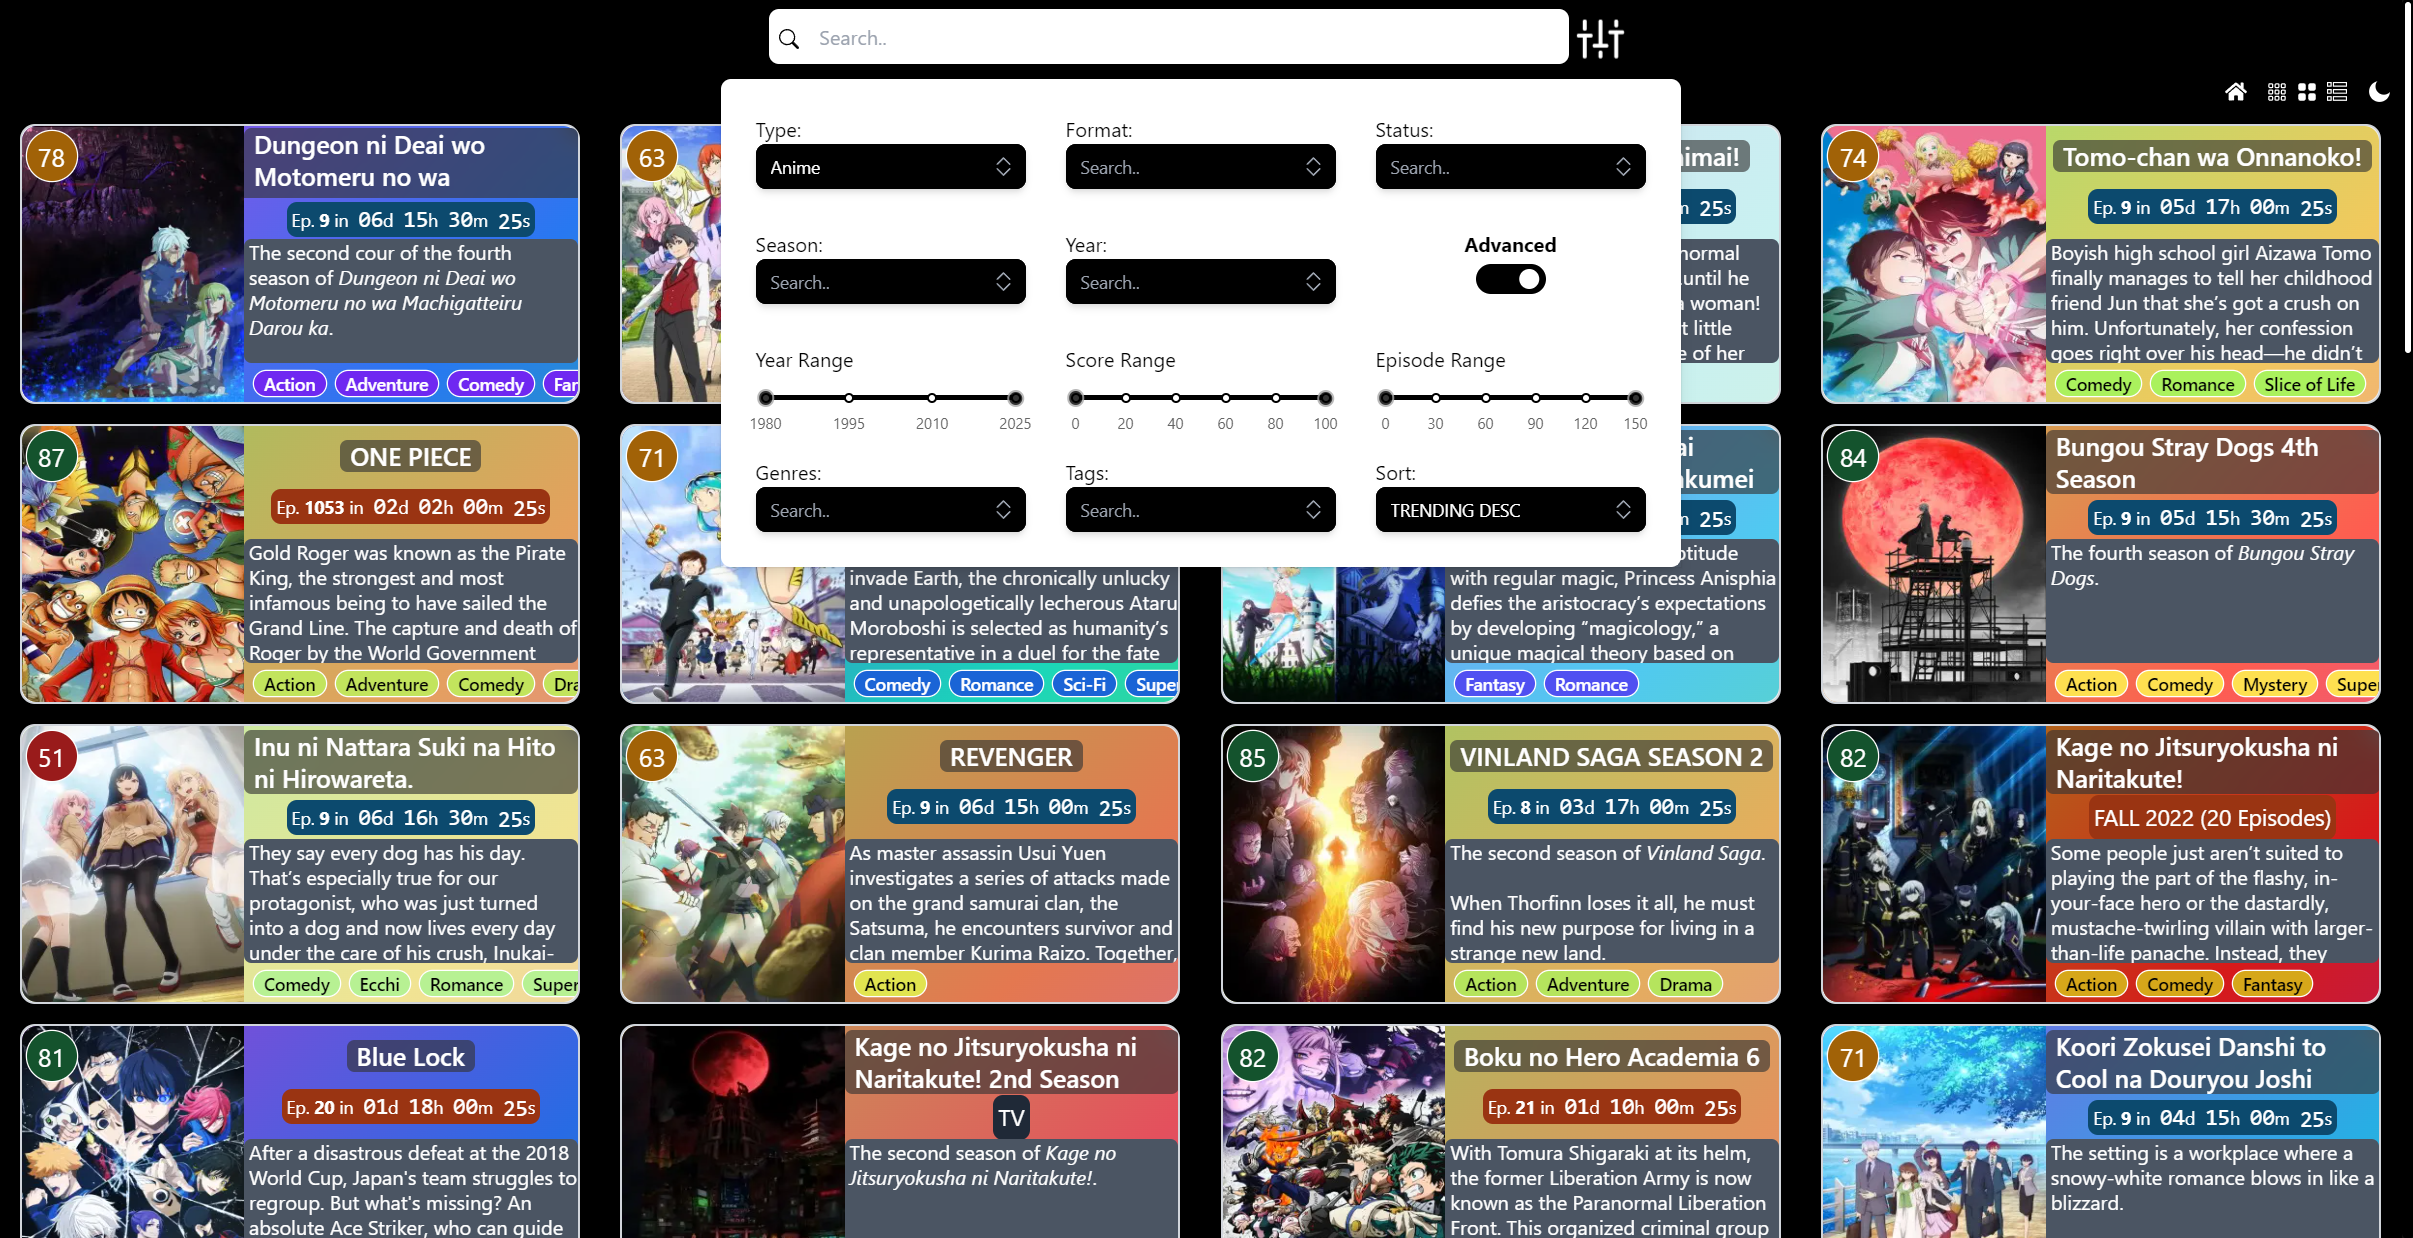 Search..
Type:
Format:
Status:
Anime
Search..
Search..
Season:
Year:
Advanced
Search..
Search..
Year Range
Score Range
Episode Range
1980 1995 2010 2025
0 20 40 60 80 100
0 30 60 90 120 150
Genres:
Tags:
Sort:
Search..
Search..
TRENDING DESC
78
Dungeon ni Deai wo
Motomeru no wa
Ep. 9 in 06d 15h 30m 25s
The second cour of the fourth
season of Dungeon ni Deai wo
Motomeru no wa Machigatteiru
Darou ka.
Action Adventure Comedy Fan
63
imai!
m 25s
normal
until he
a woman!
t little
e of her
74
Tomo-chan wa Onnanoko!
Ep. 9 in 05d 17h 00m 25s
Boyish high school girl Aizawa Tomo
finally manages to tell her childhood
friend Jun that she’s got a crush on
him. Unfortunately, her confession
goes right over his head—he didn’t
Comedy Romance Slice of Life
87
ONE PIECE
Ep. 1053 in 02d 02h 00m 25s
Gold Roger was known as the Pirate
King, the strongest and most
infamous being to have sailed the
Grand Line. The capture and death of
Roger by the World Government
Action Adventure Comedy Dra
71
invade Earth, the chronically unlucky
and unapologetically lecherous Ataru
Moroboshi is selected as humanity’s
representative in a duel for the fate
Comedy Romance Sci-Fi Super
ai
kumei
m 25s
ptitude
with regular magic, Princess Anisphia
defies the aristocracy’s expectations
by developing “magicology,” a
unique magical theory based on
Fantasy Romance
84
Bungou Stray Dogs 4th
Season
Ep. 9 in 05d 15h 30m 25s
The fourth season of Bungou Stray
Dogs.
Action Comedy Mystery Super
51
Inu ni Nattara Suki na Hito
ni Hirowareta.
Ep. 9 in 06d 16h 30m 25s
They say every dog has his day.
That’s especially true for our
protagonist, who was just turned
into a dog and now lives every day
under the care of his crush, Inukai-
Comedy Ecchi Romance Super
63
REVENGER
Ep. 9 in 06d 15h 00m 25s
As master assassin Usui Yuen
investigates a series of attacks made
on the grand samurai clan, the
Satsuma, he encounters survivor and
clan member Kurima Raizo. Together,
Action
85
VINLAND SAGA SEASON 2
Ep. 8 in 03d 17h 00m 25s
The second season of Vinland Saga.
When Thorfinn loses it all, he must
find his new purpose for living in a
strange new land.
Action Adventure Drama
82
Kage no Jitsuryokusha ni
Naritakute!
FALL 2022 (20 Episodes)
Some people just aren’t suited to
playing the part of the flashy, in-
your-face hero or the dastardly,
mustache-twirling villain with larger-
than-life panache. Instead, they
Action Comedy Fantasy
81
Blue Lock
Ep. 20 in 01d 18h 00m 25s
After a disastrous defeat at the 2018
World Cup, Japan's team struggles to
regroup. But what's missing? An
absolute Ace Striker, who can guide
Kage no Jitsuryokusha ni
Naritakute! 2nd Season
TV
The second season of Kage no
Jitsuryokusha ni Naritakute!.
82
Boku no Hero Academia 6
Ep. 21 in 01d 10h 00m 25s
With Tomura Shigaraki at its helm,
the former Liberation Army is now
known as the Paranormal Liberation
Front. This organized criminal group
71
Koori Zokusei Danshi to
Cool na Douryou Joshi
Ep. 9 in 04d 15h 00m 25s
The setting is a workplace where a
snowy-white romance blows in like a
blizzard.